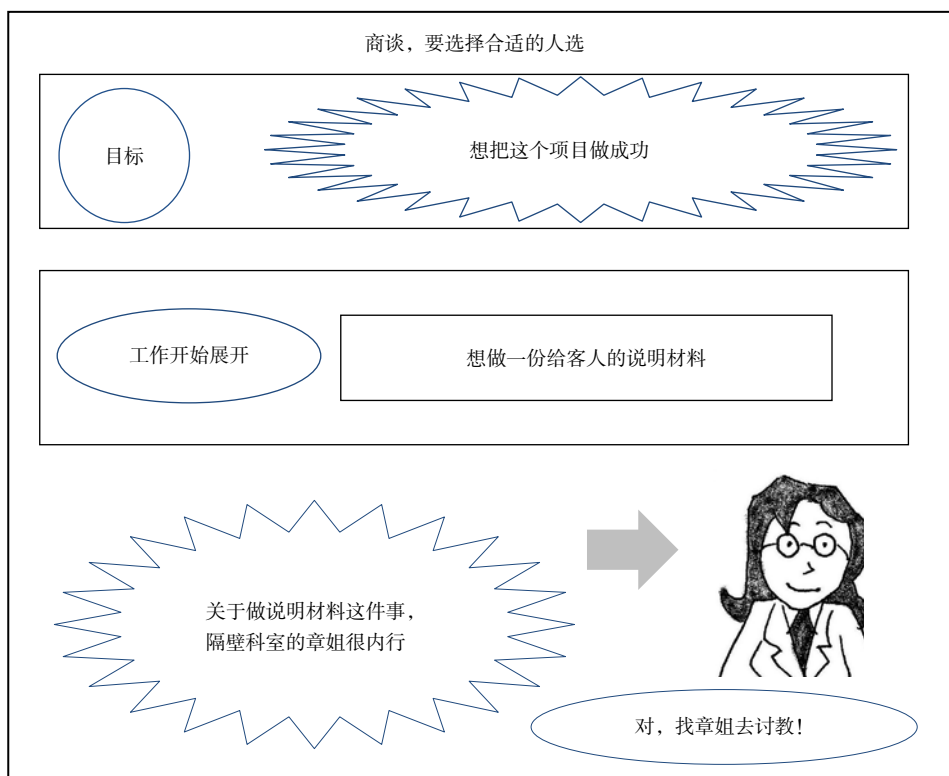 商谈，要选择合适的人选
目标
想把这个项目做成功
工作开始展开
想做一份给客人的说明材料
关于做说明材料这件事，
隔壁科室的章姐很内行
对，找章姐去讨教！